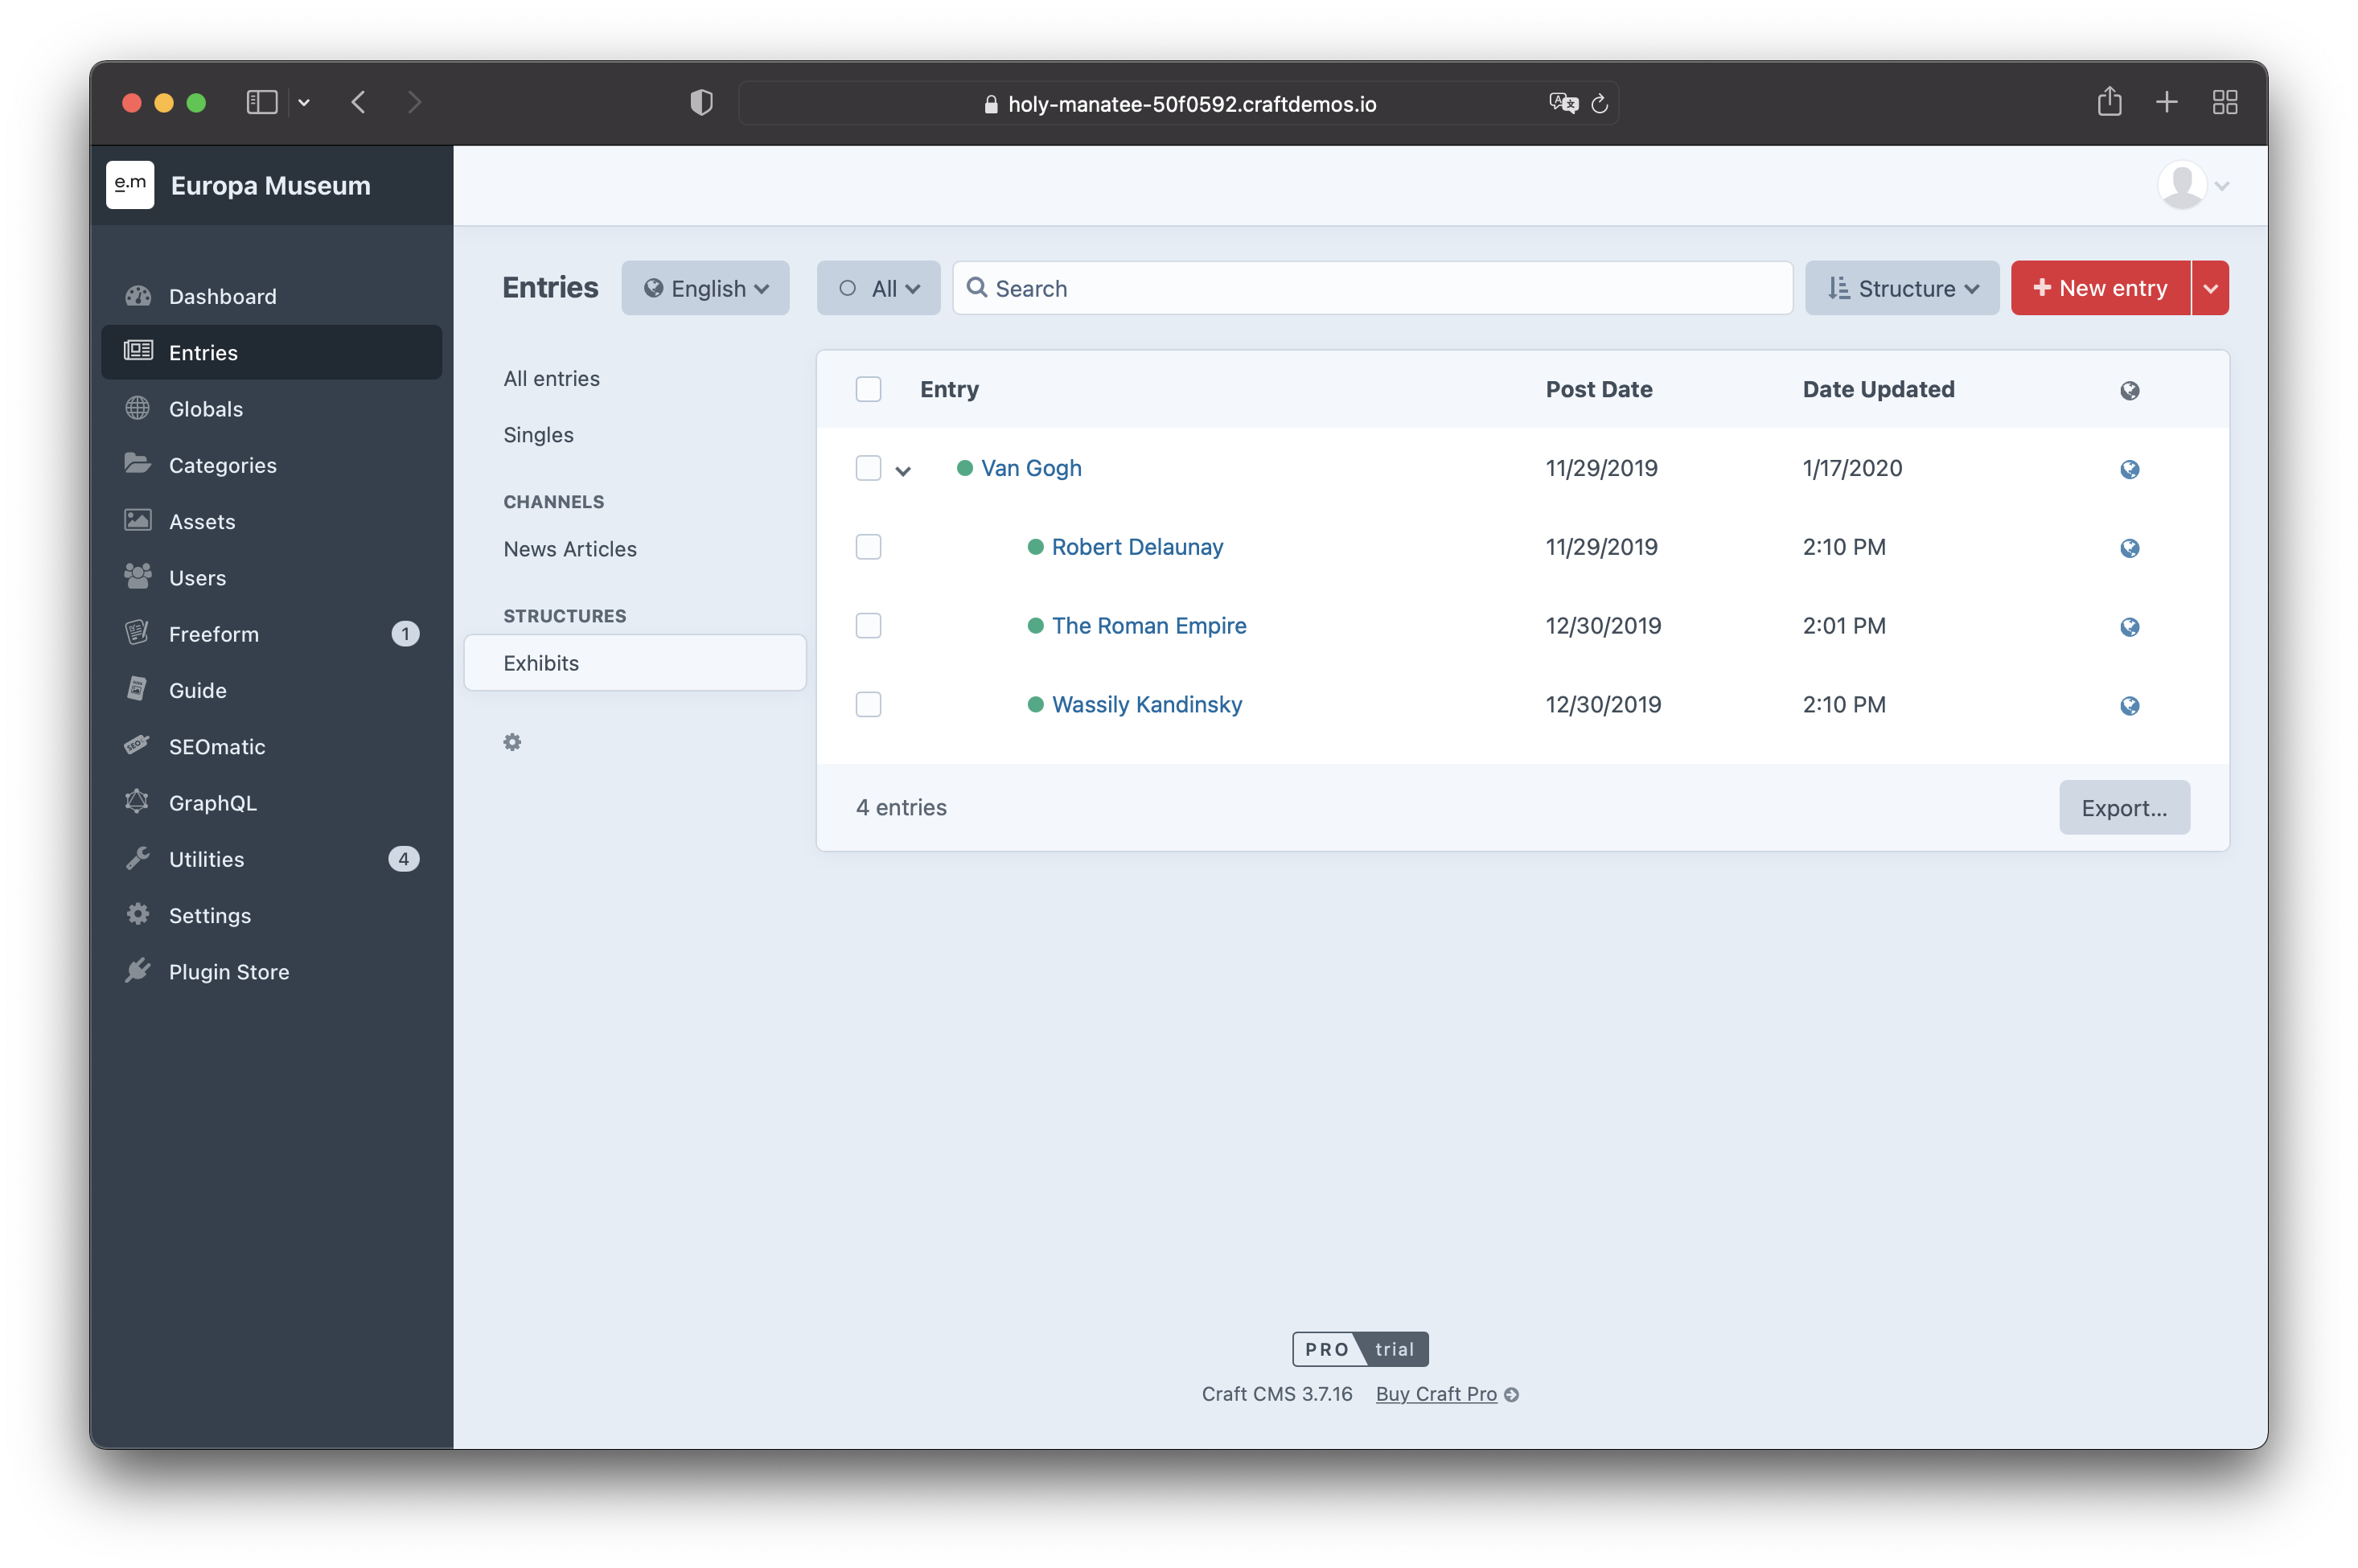 holy-manatee-50f0592.craftdemos.io
e.m Europa Museum
Dashboard
Entries
Globals
Categories
Assets
Users
Freeform 1
Guide
SEOmatic
GraphQL
Utilities 4
Settings
Plugin Store
Entries English All Search Structure New entry
All entries
Singles
CHANNELS
News Articles
STRUCTURES
Exhibits
Entry Post Date Date Updated
Van Gogh 11/29/2019 1/17/2020
Robert Delaunay 11/29/2019 2:10 PM
The Roman Empire 12/30/2019 2:01 PM
Wassily Kandinsky 12/30/2019 2:10 PM
4 entries Export...
PRO trial
Craft CMS 3.7.16 Buy Craft Pro